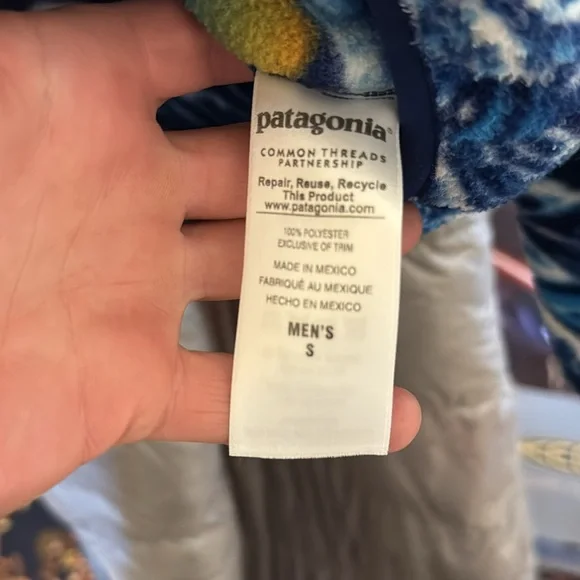 patagonia®
COMMON THREADS
PARTNERSHIP
Repair, Reuse, Recycle
This Product
www.patagonia.com
100% POLYESTER
EXCLUSIVE OF TRIM
MADE IN MEXICO
FABRIQUÉ AU MEXIQUE
HECHO EN MEXICO
MEN'S
S